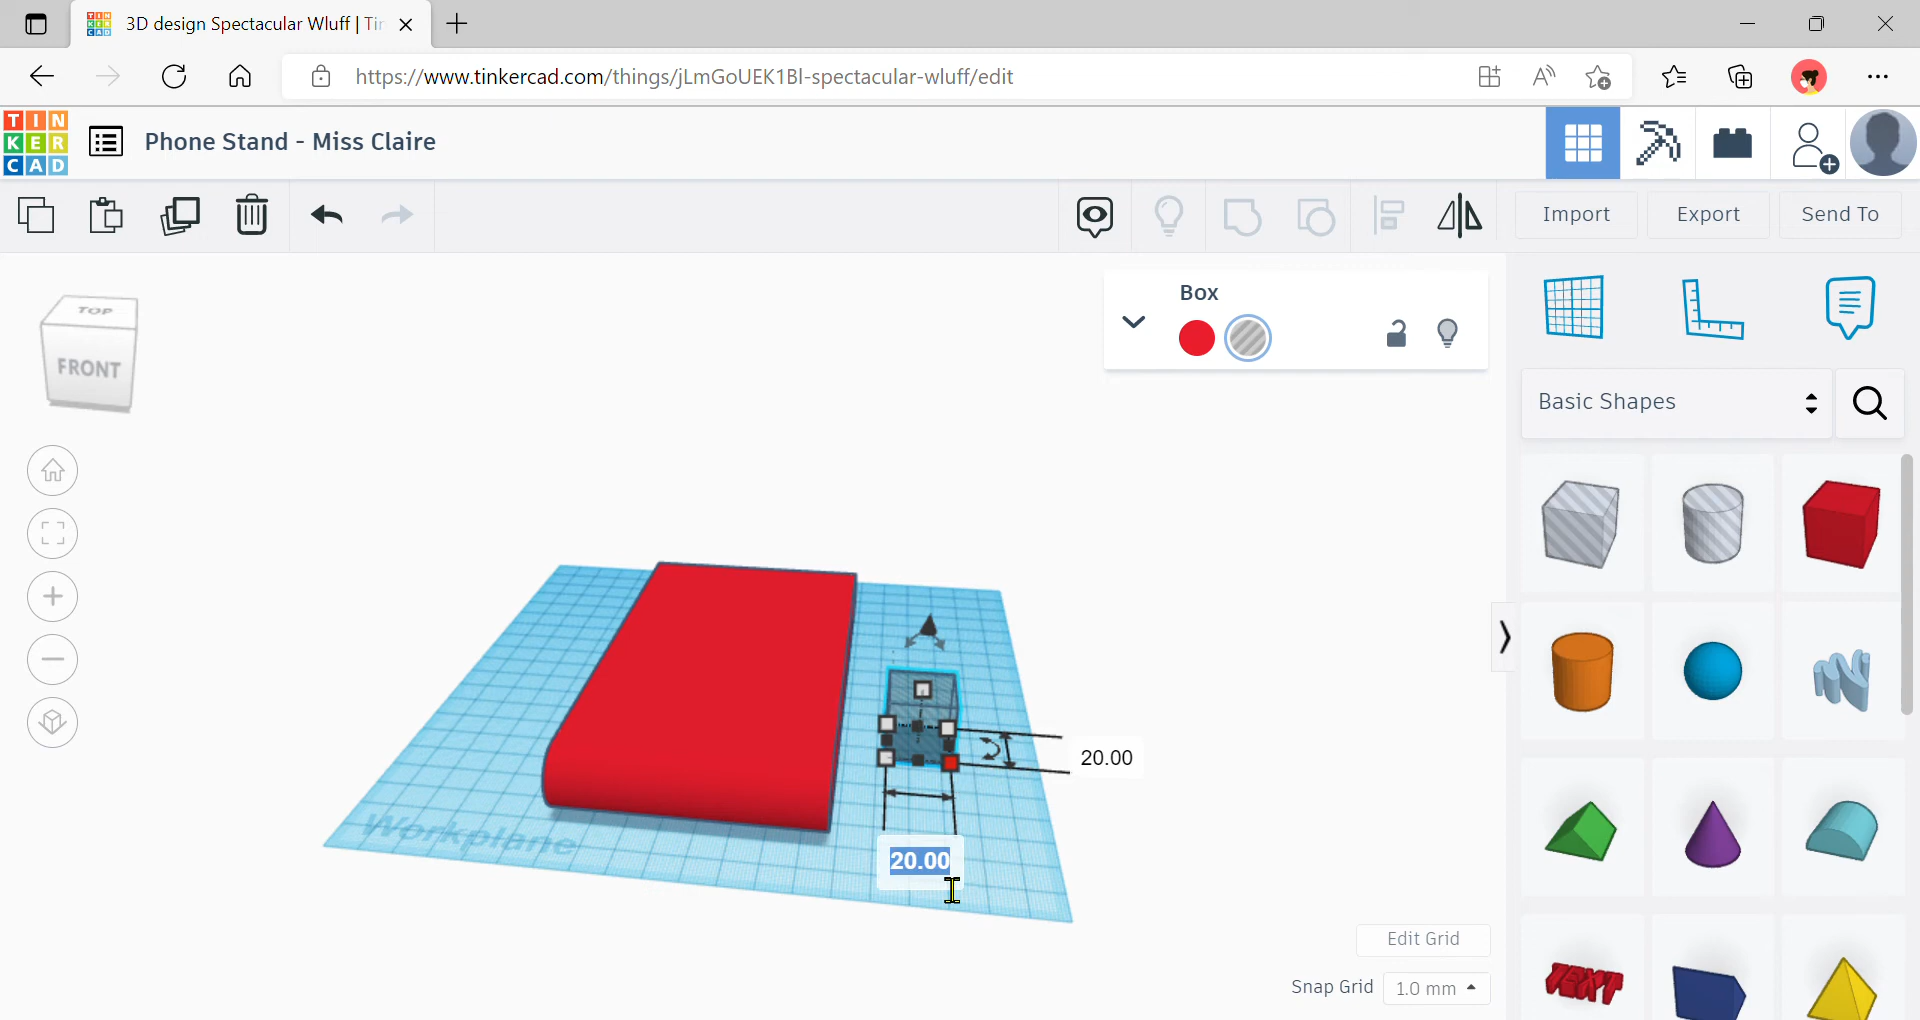 3D design Spectacular Wluff | Tir
https://www.tinkercad.com/things/jLmGoUEK1Bl-spectacular-wluff/edit
TIN
KER
CAD
Phone Stand - Miss Claire
Import
Export
Send To
TOP
FRONT
Box
Basic Shapes
Workplane
20.00
20.00
TEXT
Edit Grid
Snap Grid
1.0 mm